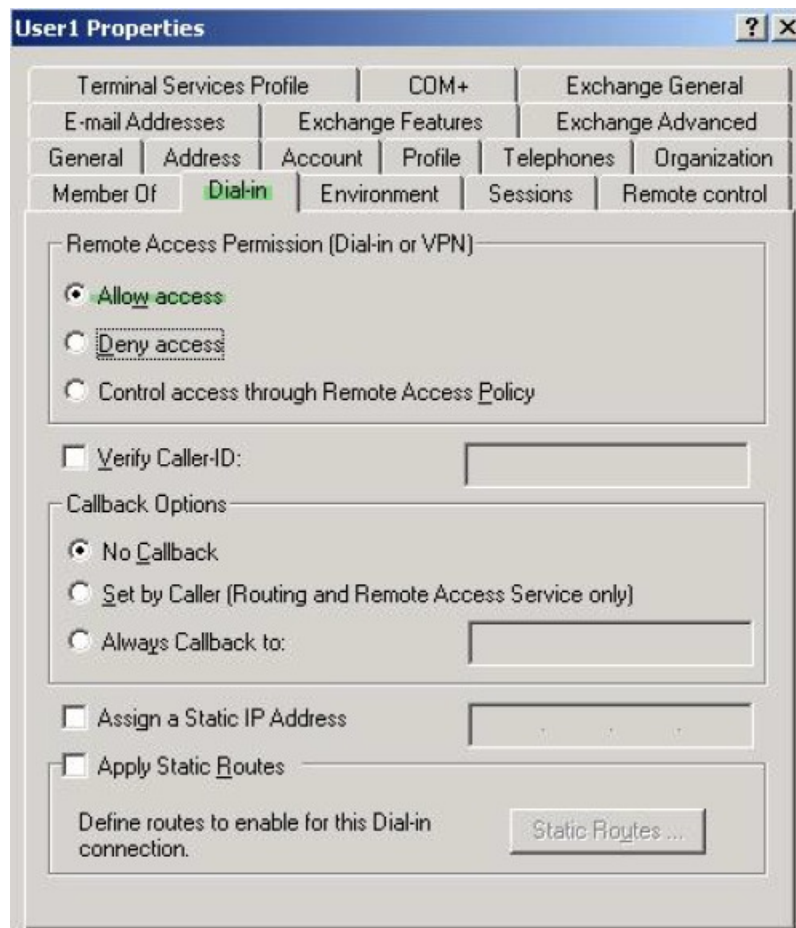 User1 Properties
Terminal Services Profile COM+ Exchange General
E-mail Addresses Exchange Features Exchange Advanced
General Address Account Profile Telephones Organization
Member Of Dial-in Environment Sessions Remote control
Remote Access Permission (Dial-in or VPN)
Allow access
Deny access
Control access through Remote Access Policy
Verify Caller-ID:
Callback Options
No Callback
Set by Caller (Routing and Remote Access Service only)
Always Callback to:
Assign a Static IP Address
Apply Static Routes
Define routes to enable for this Dial-in
connection.
Static Routes ...